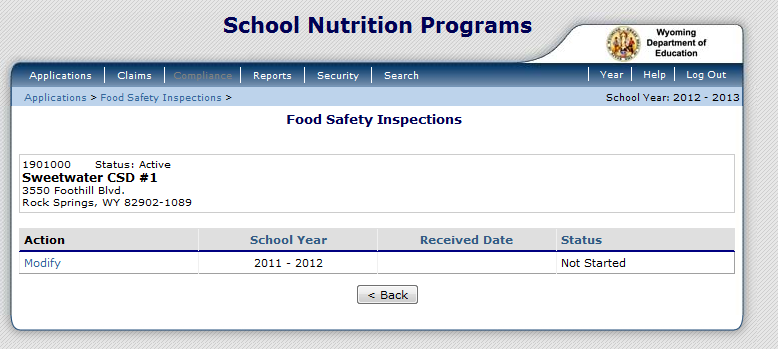 School Nutrition Programs
Wyoming
Department of
Education
Applications Claims Compliance Reports Security Search Year Help Log Out
Applications > Food Safety Inspections > School Year: 2012 - 2013
Food Safety Inspections
1901000 Status: Active
Sweetwater CSD #1
3550 Foothill Blvd.
Rock Springs, WY 82902-1089
Action School Year Received Date Status
Modify 2011 - 2012 Not Started
< Back